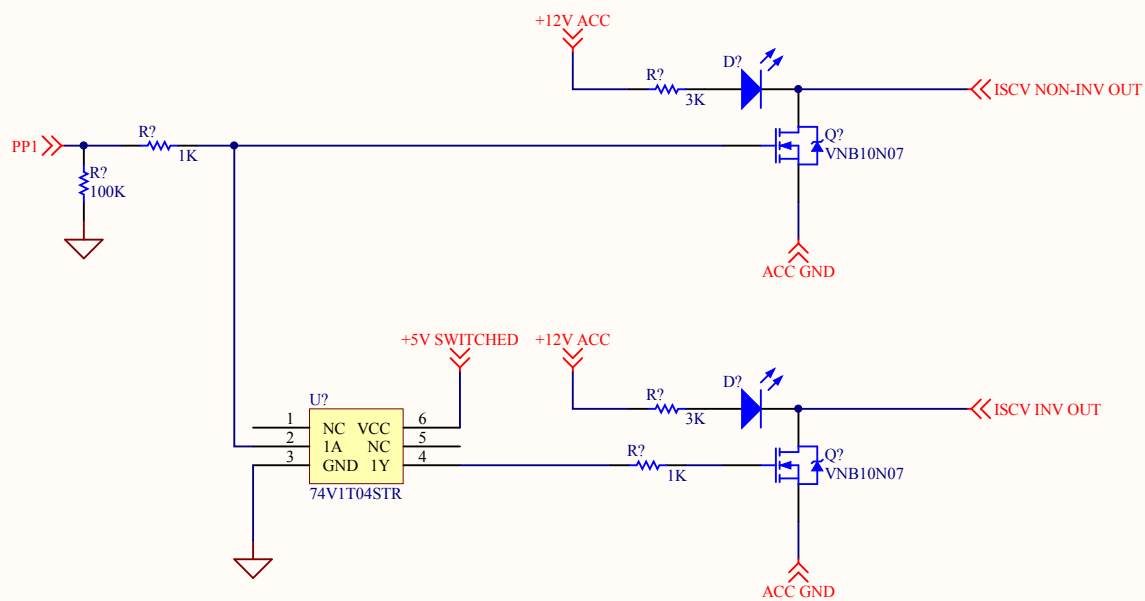 +12V ACC
R?
3K
D?
ISCV NON-INV OUT
PP1
R?
1K
Q?
VNB10N07
R?
100K
ACC GND
+5V SWITCHED
+12V ACC
R?
3K
D?
ISCV INV OUT
U?
1 NC VCC 6
2 1A NC 5
3 GND 1Y 4
74V1T04STR
R?
1K
Q?
VNB10N07
ACC GND